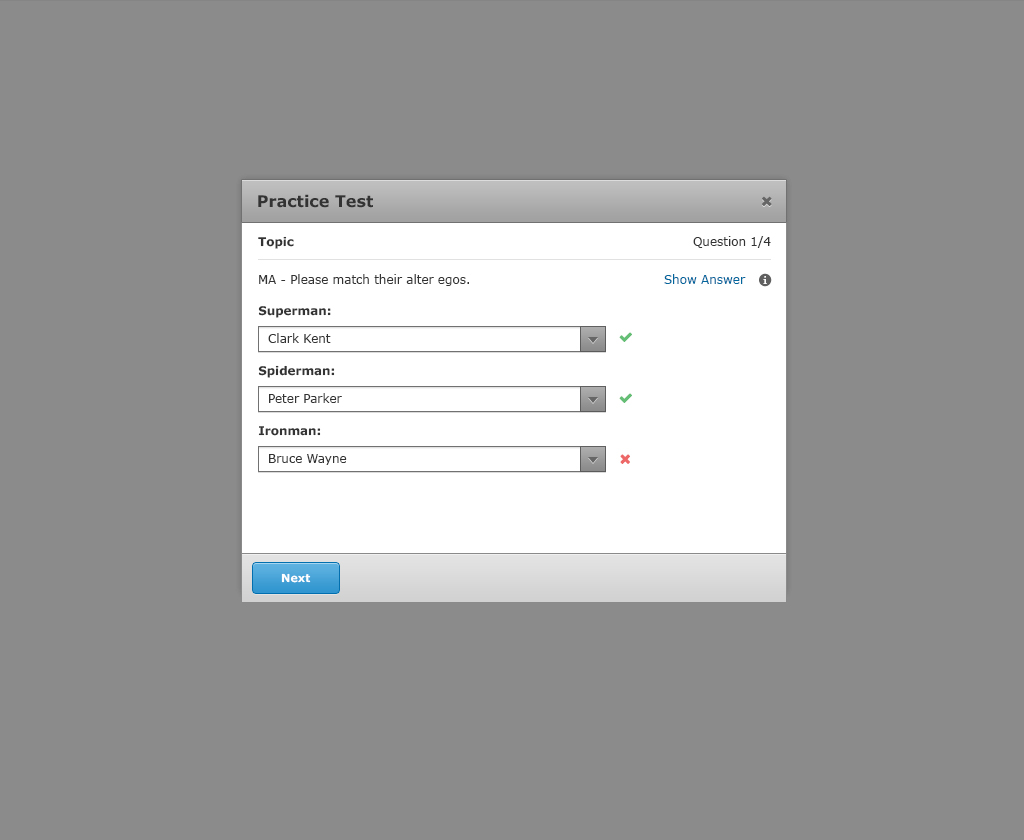 Practice Test
Topic Question 1/4
MA - Please match their alter egos. Show Answer
Superman:
Clark Kent
Spiderman:
Peter Parker
Ironman:
Bruce Wayne
Next